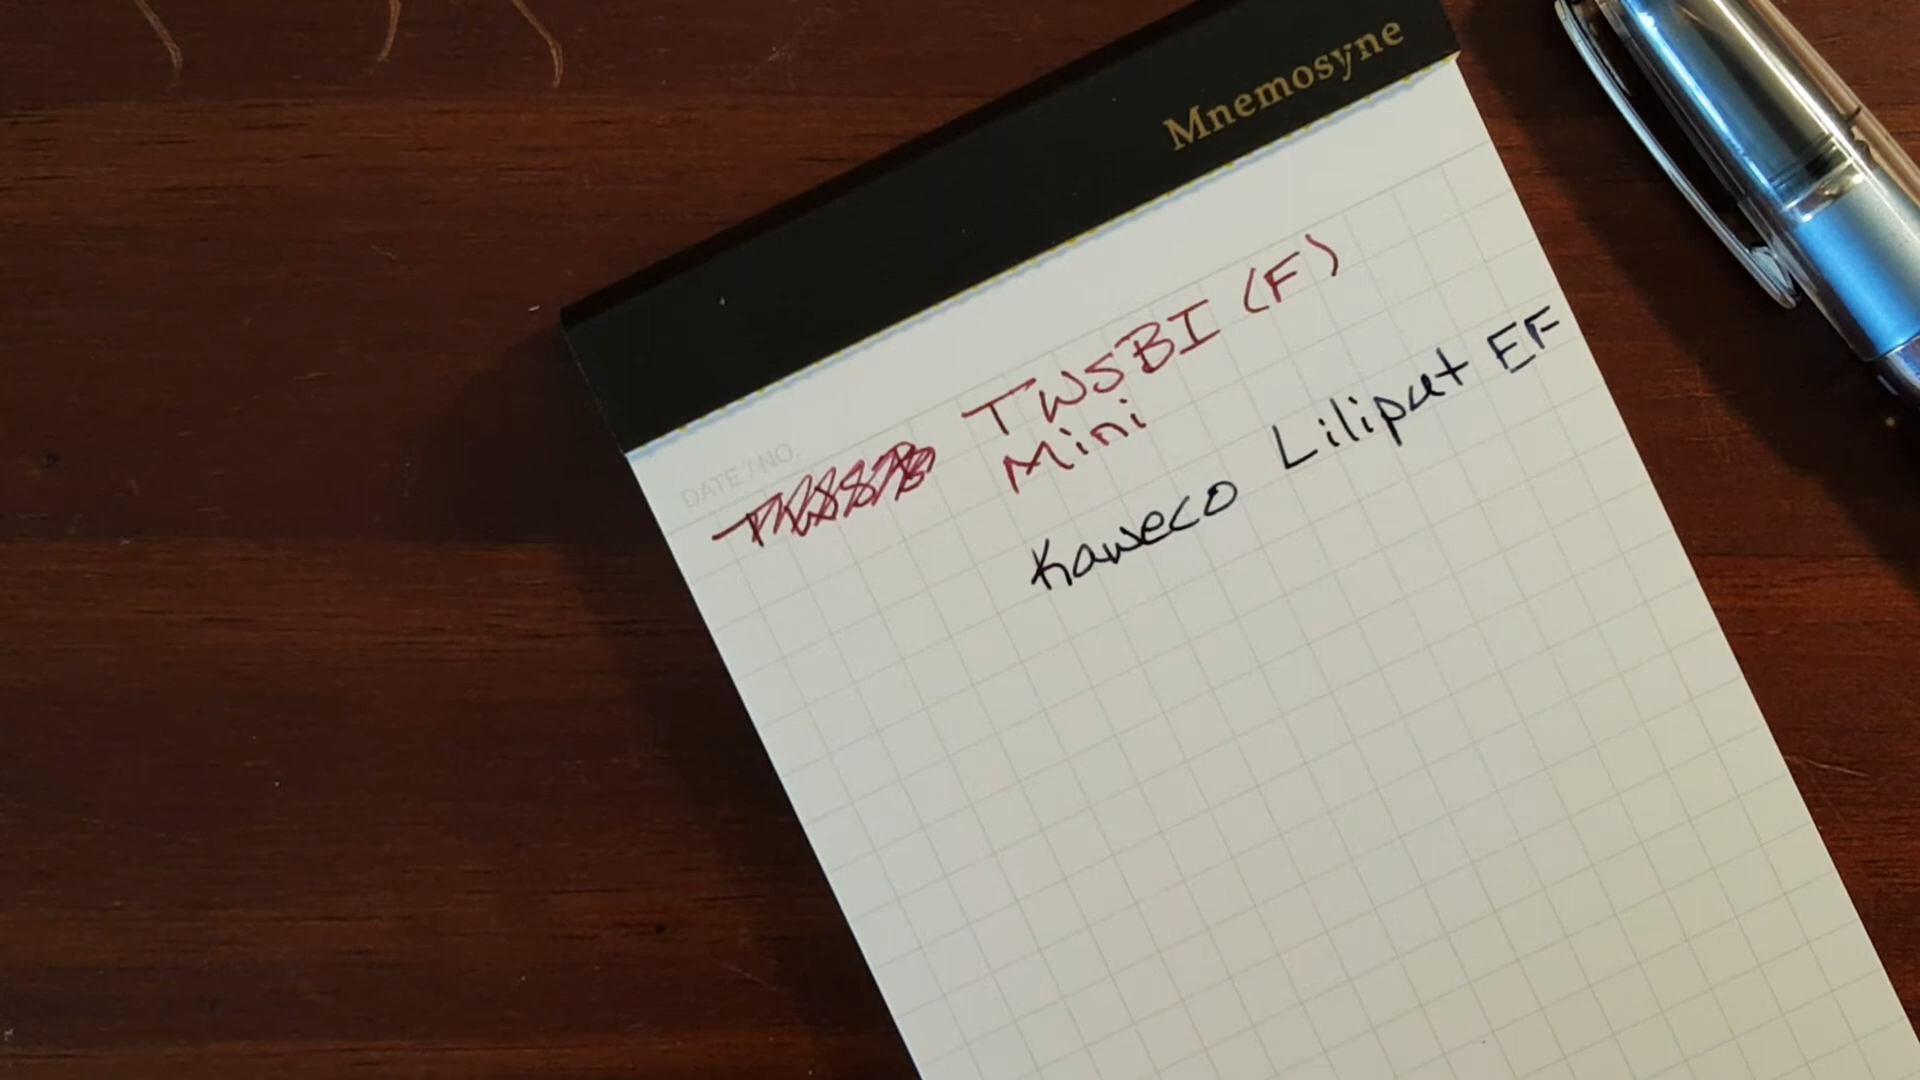 Mnemosyne
DATE / NO.
TWSBI (F)
Mini
Kaweco Liliput EF